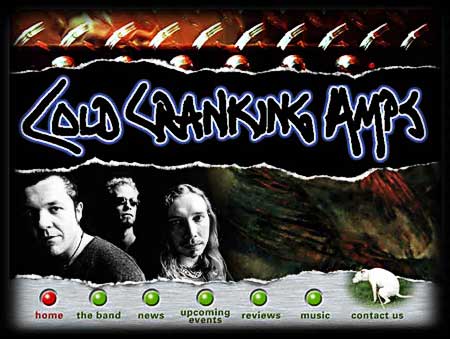 COLD CRANKING AMPS
home
the band
news
upcoming
events
reviews
music
contact us